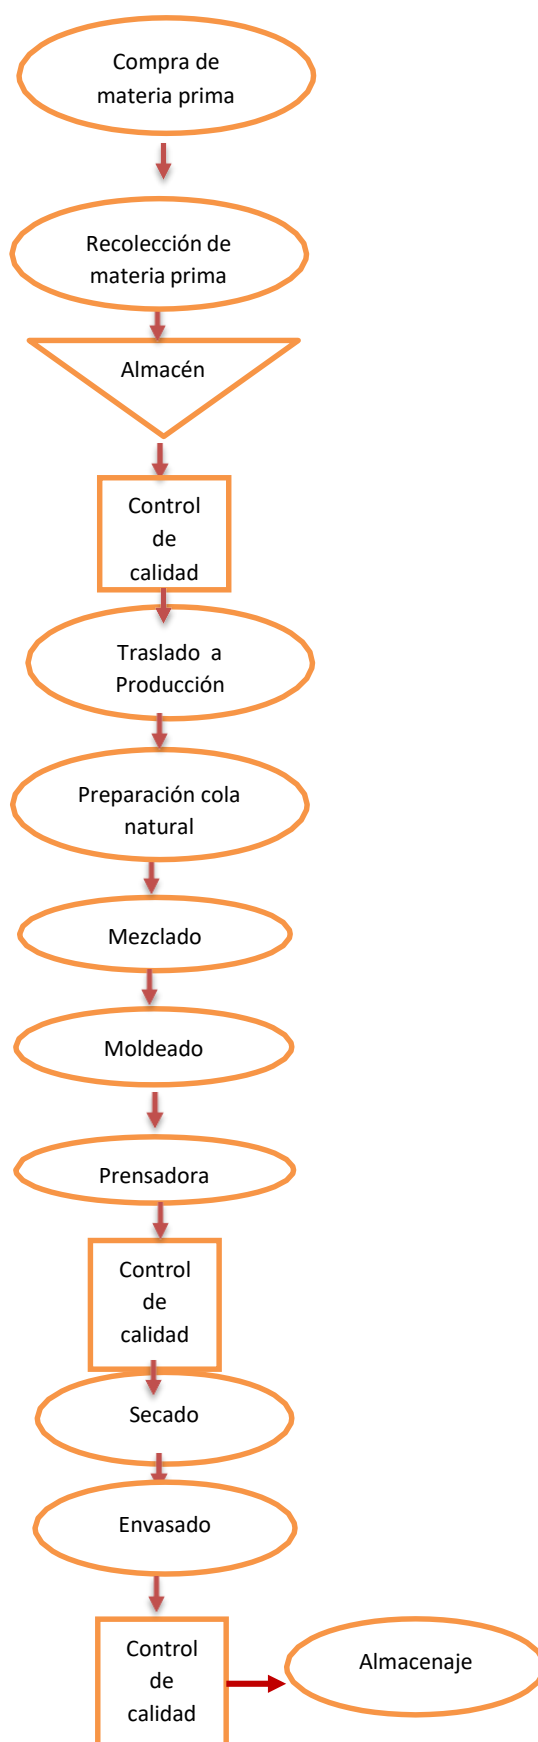 Compra de
materia prima
Recolección de
materia prima
Almacén
Control
de
calidad
Traslado a
Producción
Preparación cola
natural
Mezclado
Moldeado
Prensadora
Control
de
calidad
Secado
Envasado
Control
de
calidad
Almacenaje